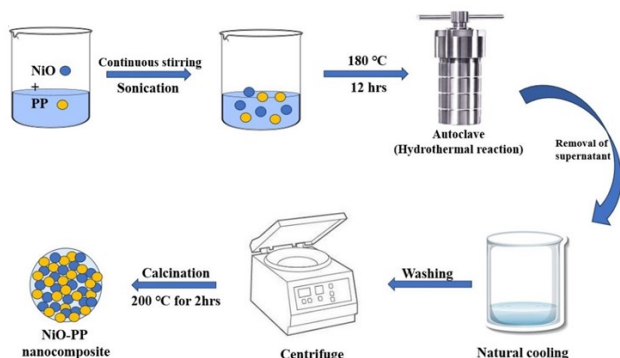 NiO
+
PP
Continuous stirring
Sonication
180 °C
12 hrs
Autoclave
(Hydrothermal reaction)
Removal of
supernatant
Natural cooling
Washing
Centrifuge
Calcination
200 °C for 2hrs
NiO-PP
nanocomposite